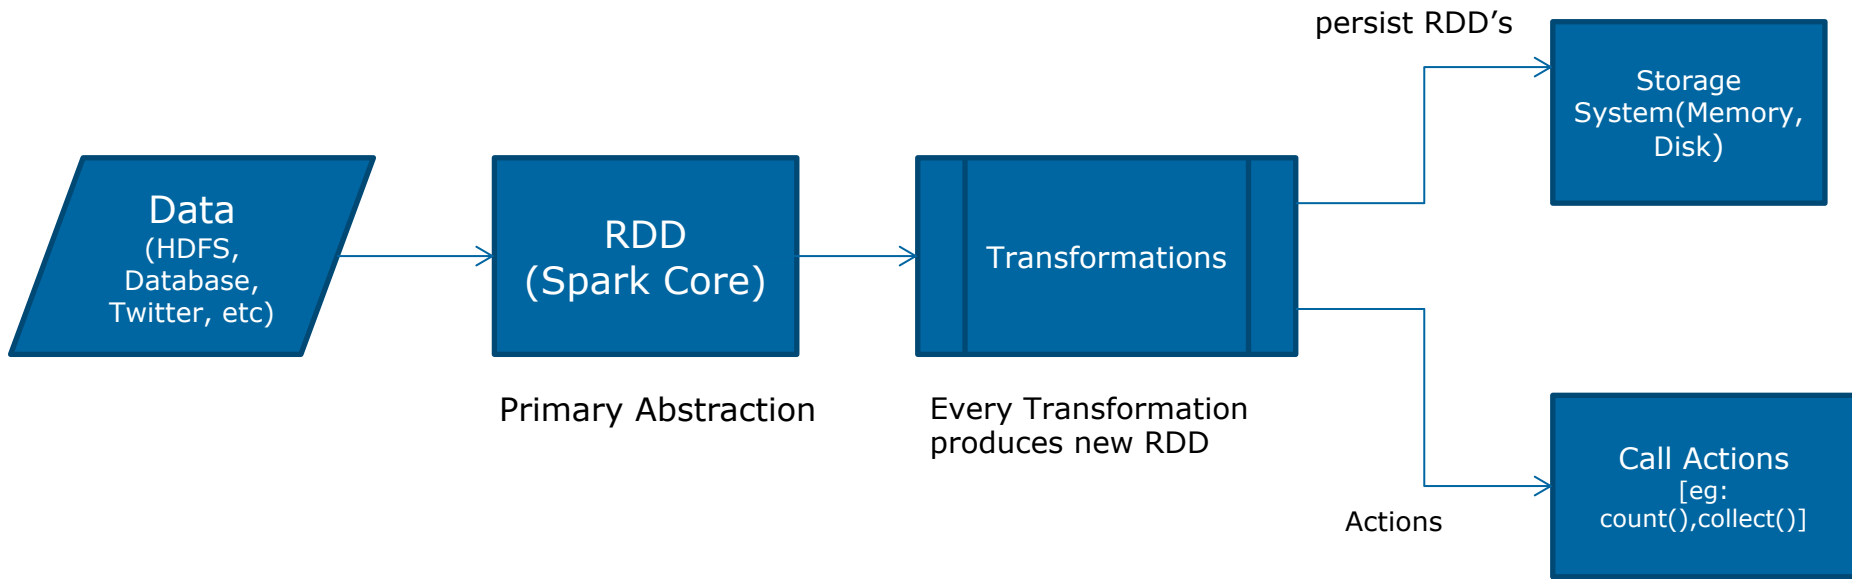 persist RDD’s
Storage
System(Memory,
Disk)
Data
(HDFS,
Database,
Twitter, etc)
RDD
(Spark Core)
Transformations
Primary Abstraction
Every Transformation
produces new RDD
Actions
Call Actions
[eg:
count(),collect()]